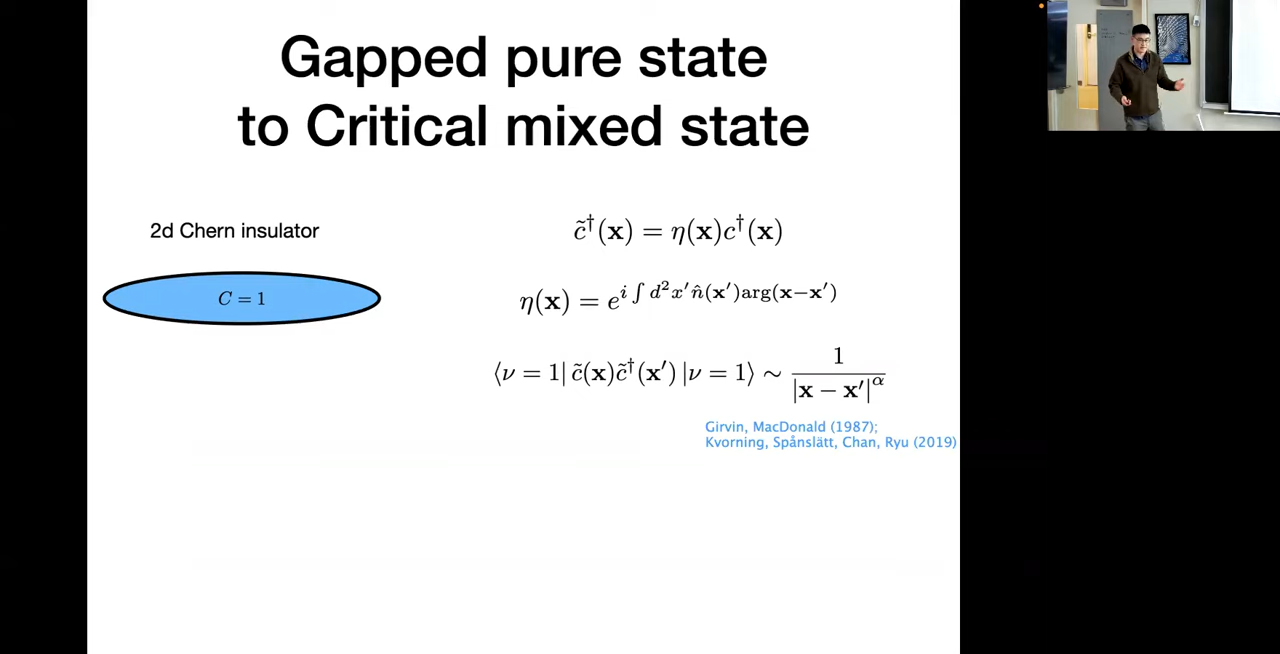 Gapped pure state
to Critical mixed state
2d Chern insulator
C = 1
c̃†(𝐱) = η(𝐱)c†(𝐱)
η(𝐱) = e^{i ∫ d²x′ n̂(𝐱′)arg(𝐱−𝐱′)}
⟨ν = 1| c̃(𝐱)c̃†(𝐱′) |ν = 1⟩ ∼ 1 / |𝐱 − 𝐱′|^α
Girvin, MacDonald (1987);
Kvorning, Spånslätt, Chan, Ryu (2019)